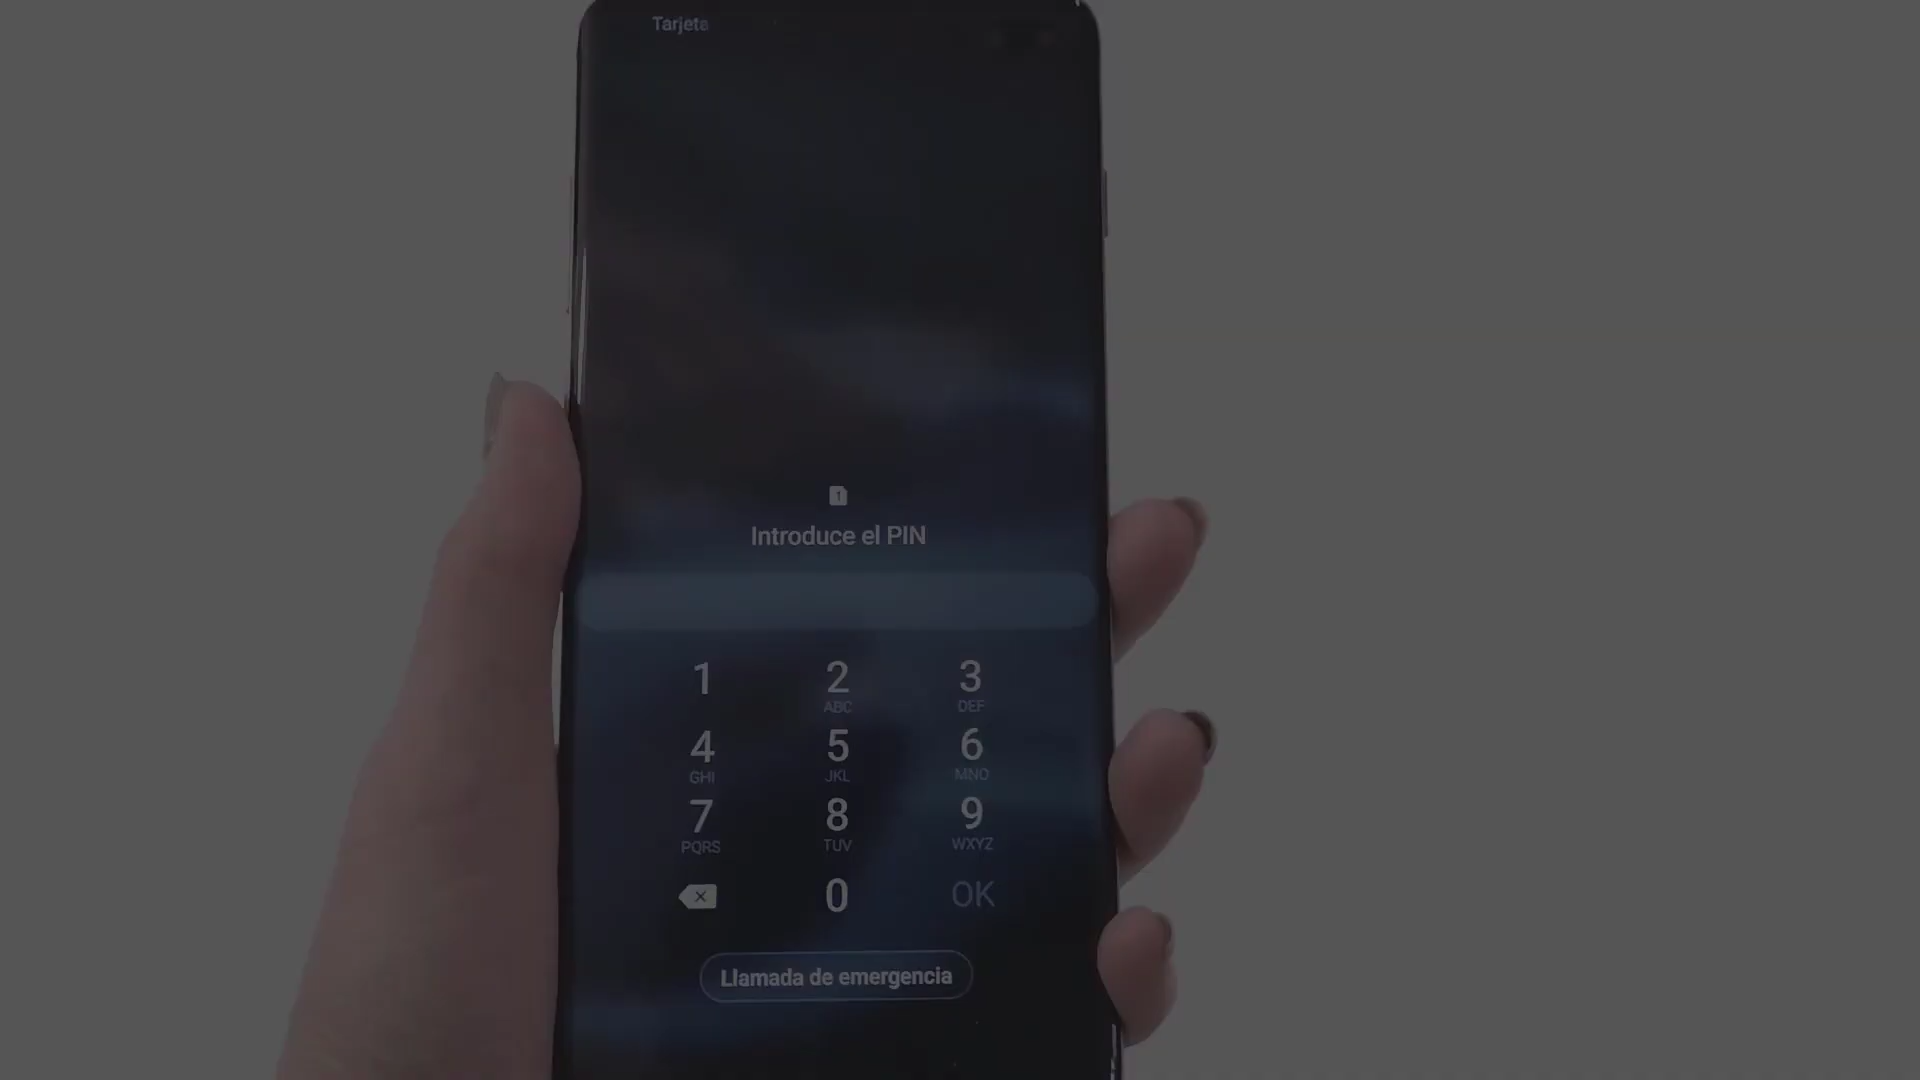 Tarjeta
1
Introduce el PIN
1 2 3
ABC DEF
4 5 6
GHI JKL MNO
7 8 9
PQRS TUV WXYZ
0 OK
Llamada de emergencia